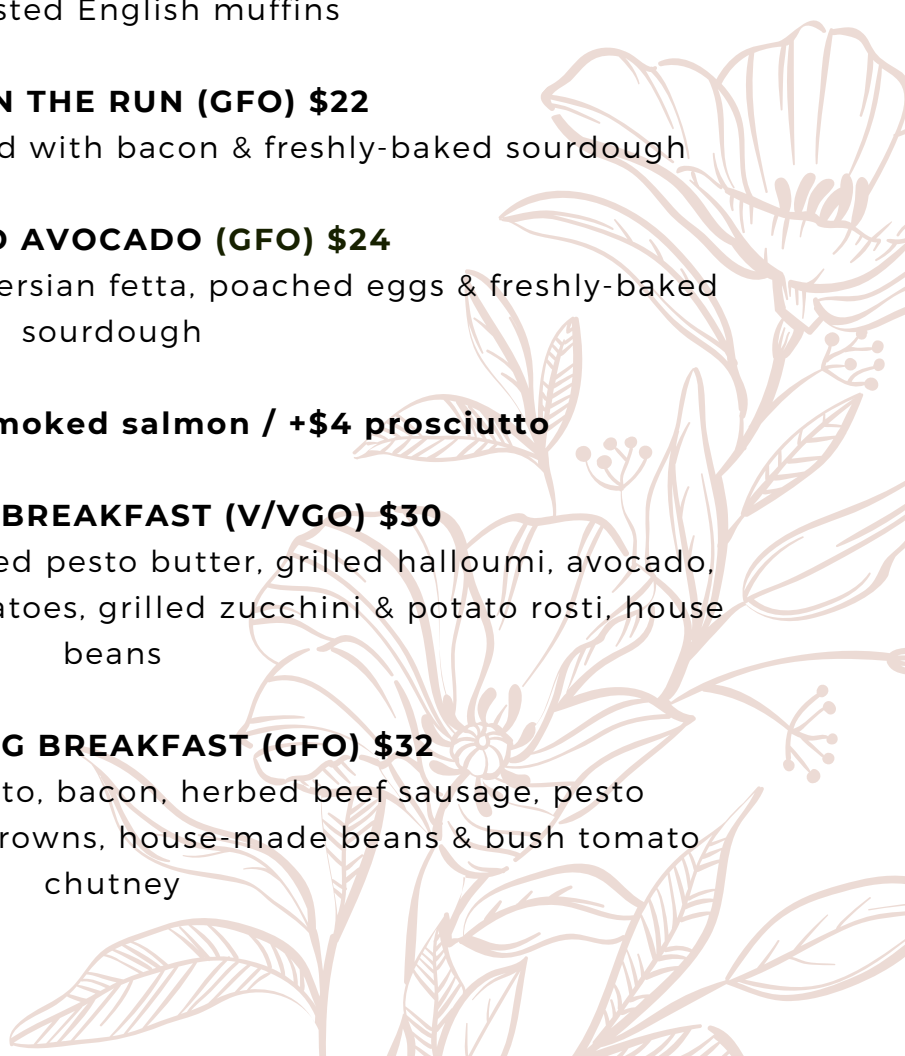 sted English muffins
N THE RUN (GFO) $22
d with bacon & freshly-baked sourdough
O AVOCADO (GFO) $24
ersian fetta, poached eggs & freshly-baked
sourdough
moked salmon / +$4 prosciutto
BREAKFAST (V/VGO) $30
ed pesto butter, grilled halloumi, avocado,
atoes, grilled zucchini & potato rosti, house
beans
G BREAKFAST (GFO) $32
to, bacon, herbed beef sausage, pesto
rowns, house-made beans & bush tomato
chutney